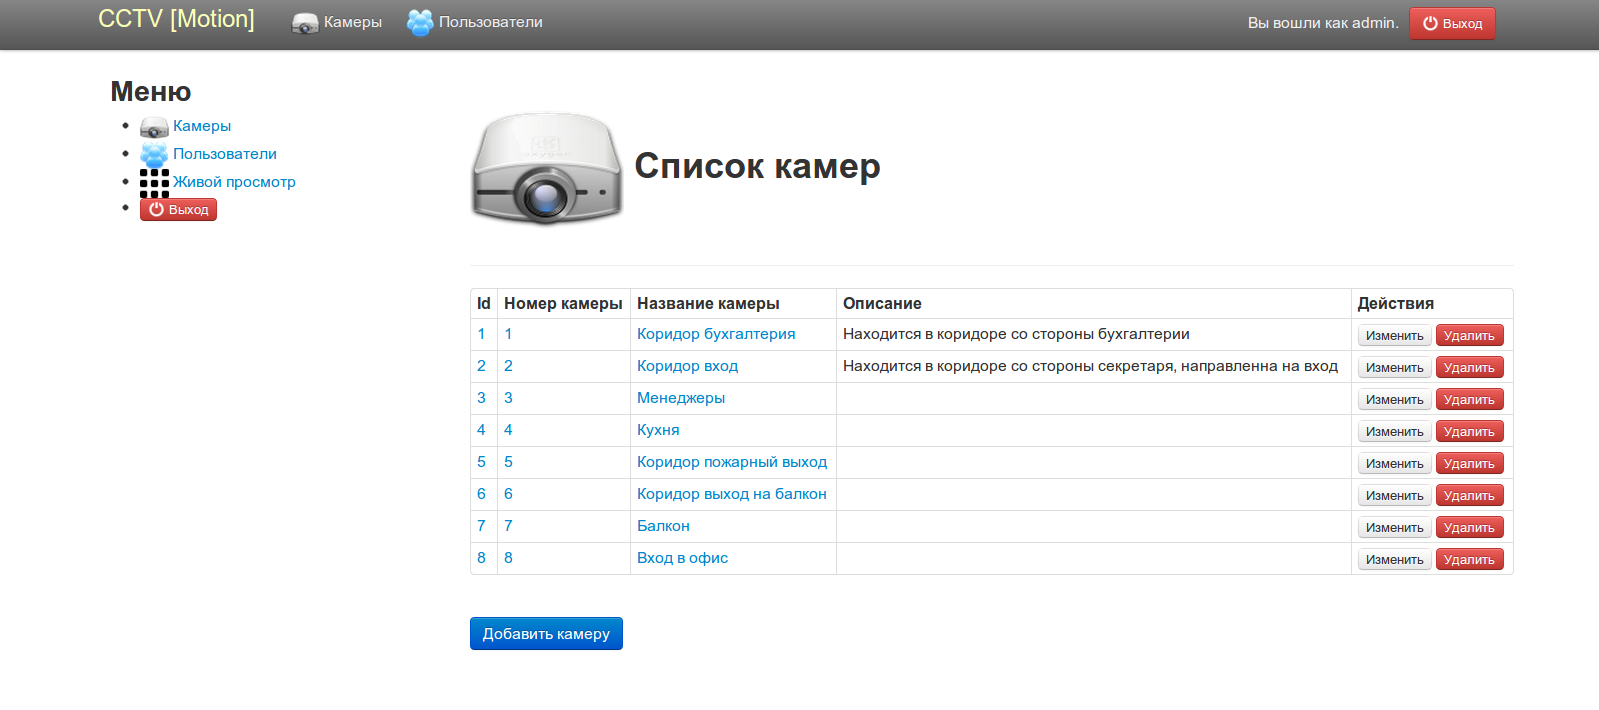 CCTV [Motion] Камеры Пользователи Вы вошли как admin. Выход
Меню
Камеры
Пользователи
Живой просмотр
Выход
Список камер
Id Номер камеры Название камеры Описание Действия
1 1 Коридор бухгалтерия Находится в коридоре со стороны бухгалтерии Изменить Удалить
2 2 Коридор вход Находится в коридоре со стороны секретаря, направленна на вход Изменить Удалить
3 3 Менеджеры Изменить Удалить
4 4 Кухня Изменить Удалить
5 5 Коридор пожарный выход Изменить Удалить
6 6 Коридор выход на балкон Изменить Удалить
7 7 Балкон Изменить Удалить
8 8 Вход в офис Изменить Удалить
Добавить камеру